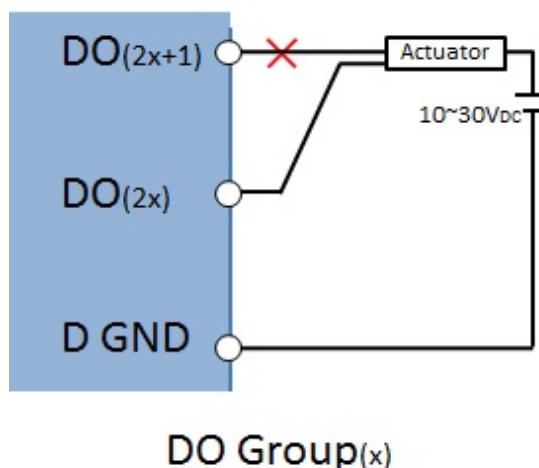 DO(2x+1)
Actuator
10~30VDC
DO(2x)
D GND
DO Group(x)